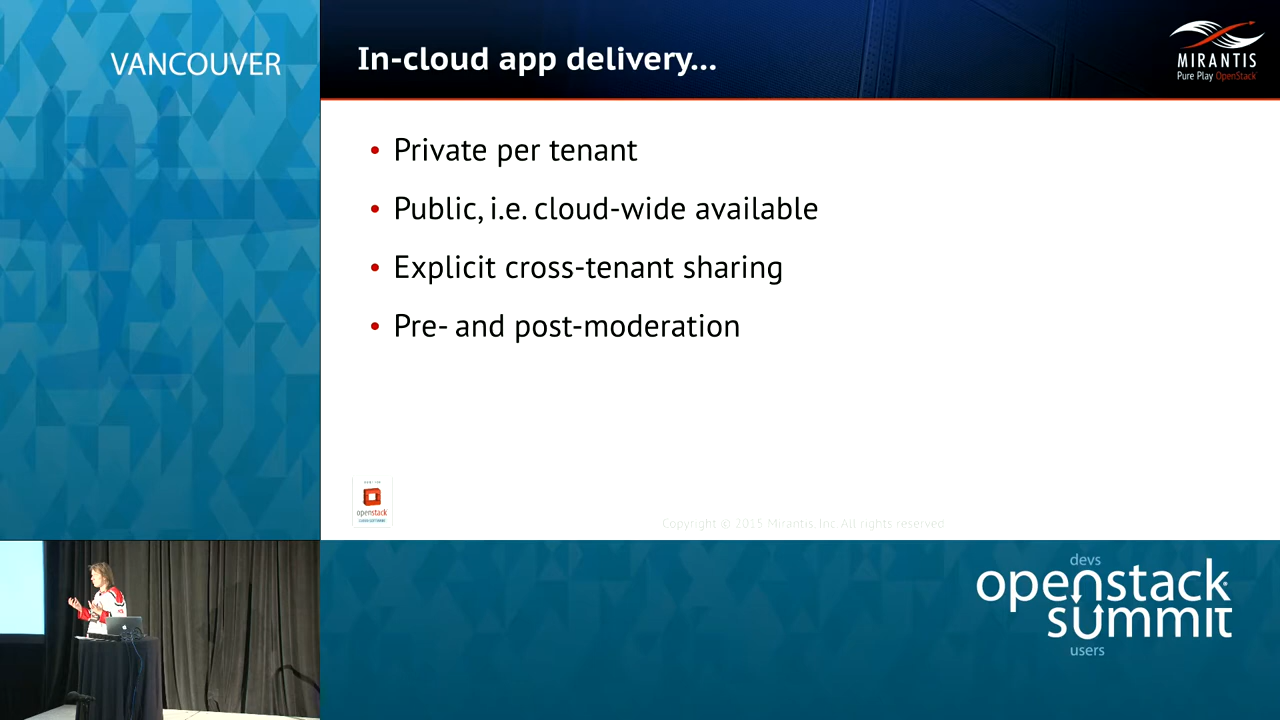 VANCOUVER
In-cloud app delivery...
MIRANTIS
Pure Play OpenStack
• Private per tenant
• Public, i.e. cloud-wide available
• Explicit cross-tenant sharing
• Pre- and post-moderation
openstack
Copyright © 2015 Mirantis, Inc. All rights reserved
devs
openstack
summit
users